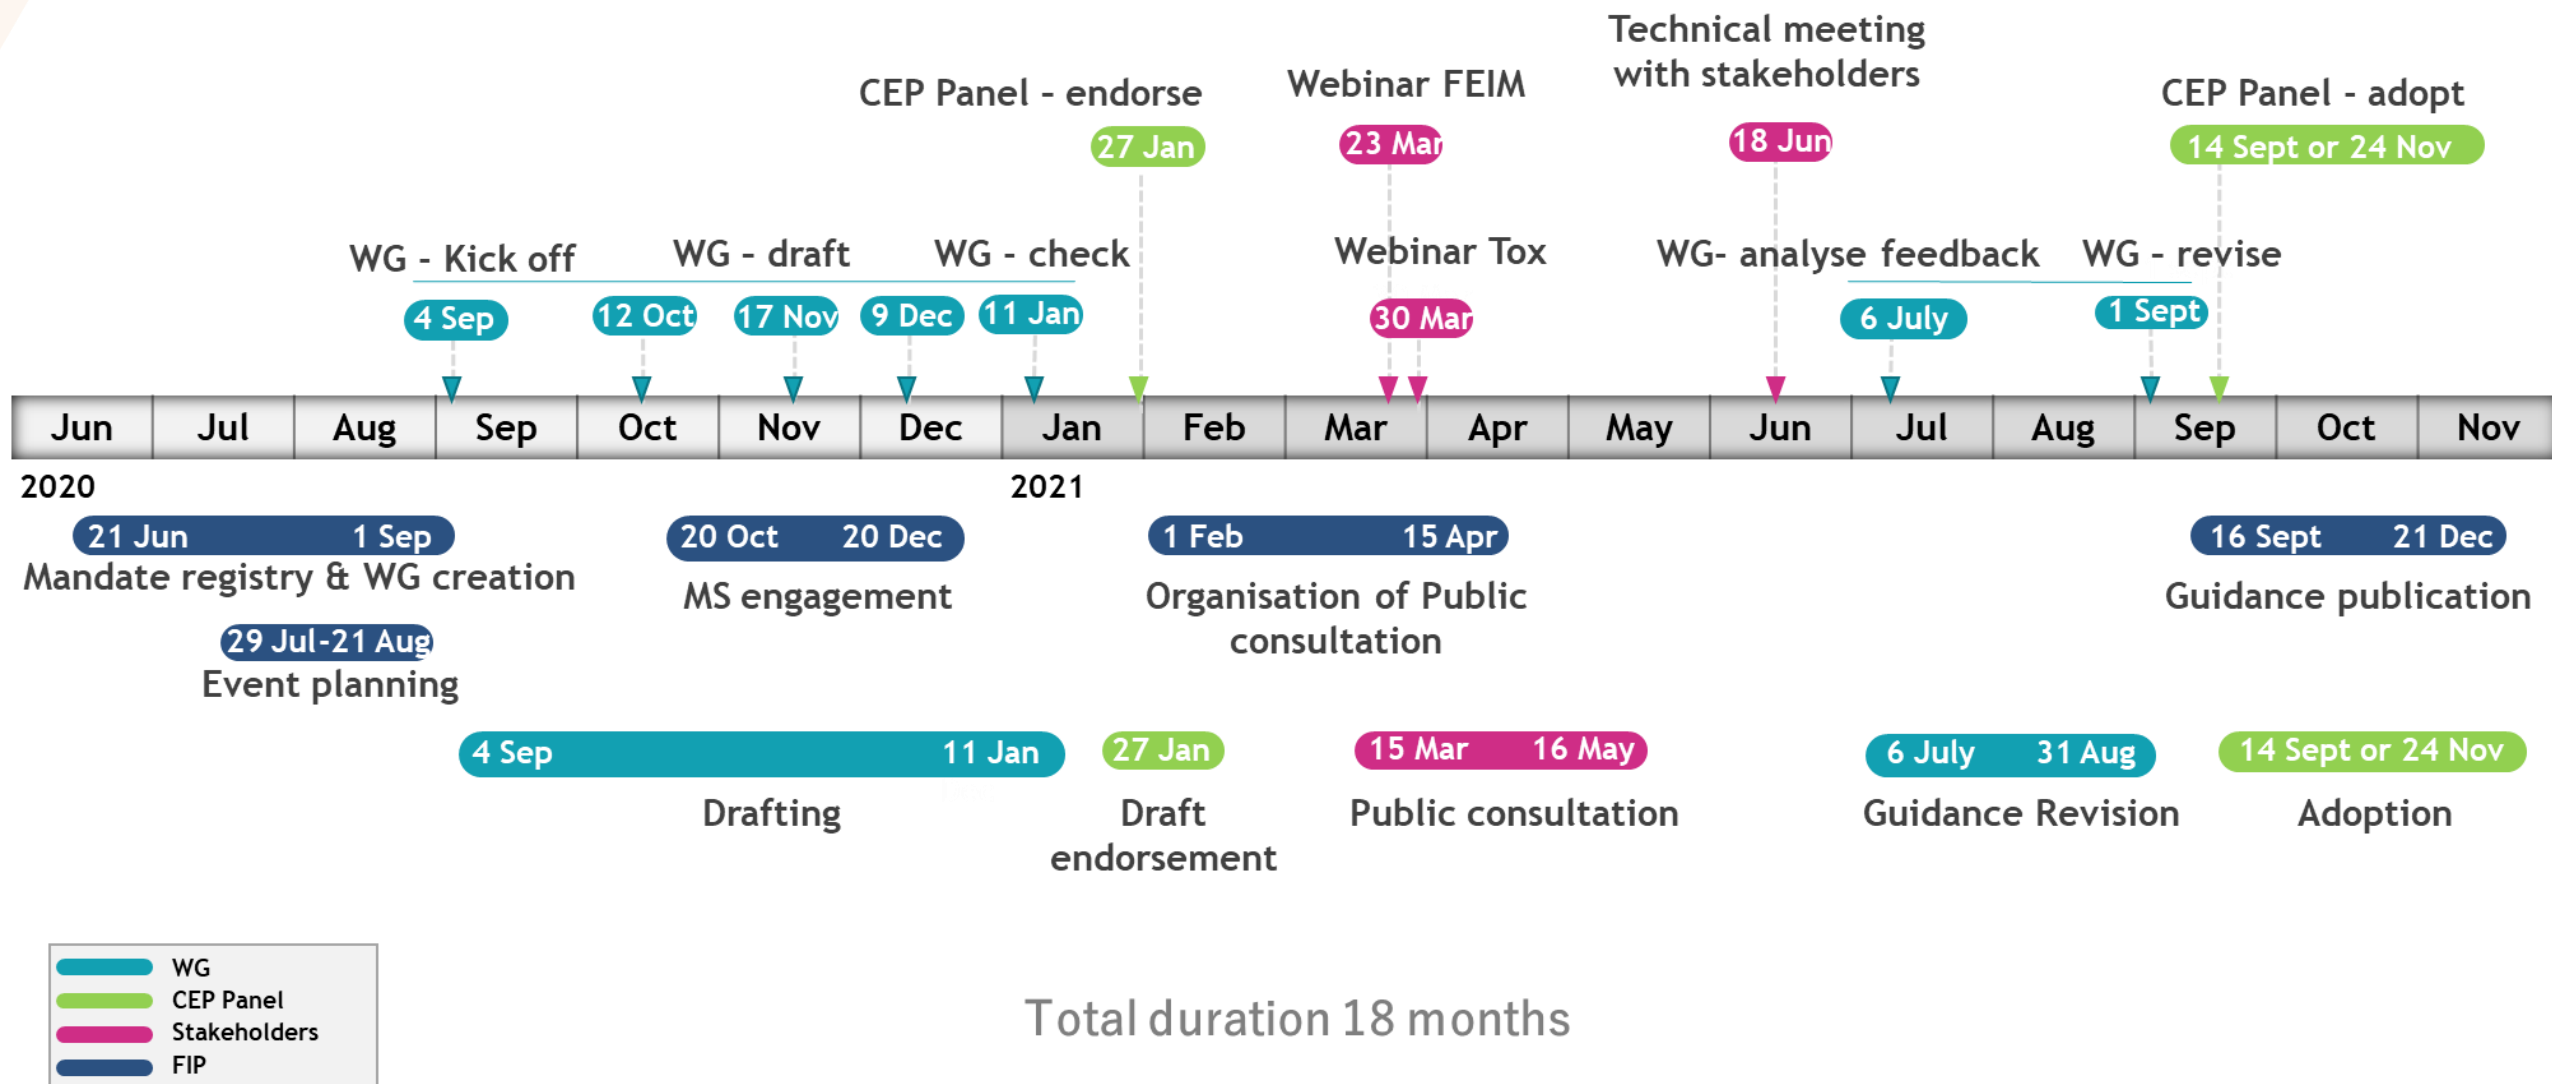 Technical meeting
with stakeholders
CEP Panel – endorse
Webinar FEIM
CEP Panel - adopt
27 Jan
23 Mar
18 Jun
14 Sept or 24 Nov
WG - Kick off
WG – draft
WG – check
Webinar Tox
WG- analyse feedback
WG – revise
4 Sep
12 Oct
17 Nov
9 Dec
11 Jan
30 Mar
6 July
1 Sept
Jun
Jul
Aug
Sep
Oct
Nov
Dec
Jan
Feb
Mar
Apr
May
Jun
Jul
Aug
Sep
Oct
Nov
2020
2021
21 Jun 1 Sep
Mandate registry & WG creation
20 Oct 20 Dec
MS engagement
1 Feb 15 Apr
Organisation of Public
consultation
16 Sept 21 Dec
Guidance publication
29 Jul-21 Aug
Event planning
4 Sep 11 Jan
Drafting
27 Jan
Draft
endorsement
15 Mar 16 May
Public consultation
6 July 31 Aug
Guidance Revision
14 Sept or 24 Nov
Adoption
WG
CEP Panel
Stakeholders
FIP
Total duration 18 months